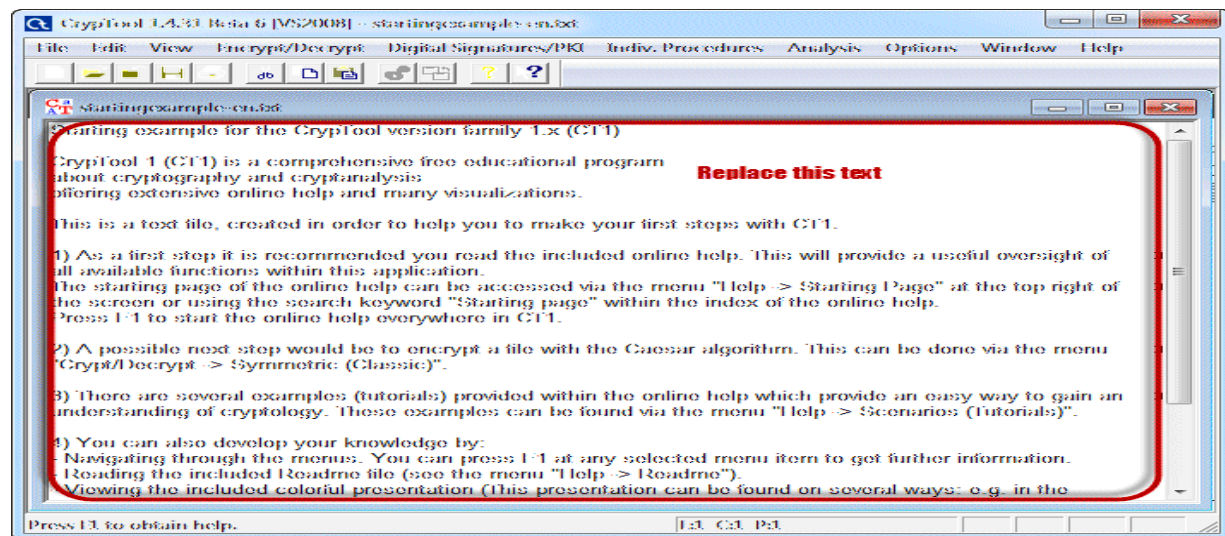 CrypTool 1.4.31 Beta 6 [VS2008] - startingexample-en.txt
File Edit View Encrypt/Decrypt Digital Signatures/PKI Indiv. Procedures Analysis Options Window Help
startingexample-en.txt
Starting example for the CrypTool version family 1.x (CT1)
CrypTool 1 (CT1) is a comprehensive free educational program
about cryptography and cryptanalysis
offering extensive online help and many visualizations.
Replace this text
This is a text file, created in order to help you to make your first steps with CT1.
1) As a first step it is recommended you read the included online help. This will provide a useful oversight of
all available functions within this application.
The starting page of the online help can be accessed via the menu "Help -> Starting Page" at the top right of
the screen or using the search keyword "Starting page" within the index of the online help.
Press F1 to start the online help everywhere in CT1.
2) A possible next step would be to encrypt a file with the Caesar algorithm. This can be done via the menu
"Crypt/Decrypt -> Symmetric (Classic)".
3) There are several examples (tutorials) provided within the online help which provide an easy way to gain an
understanding of cryptology. These examples can be found via the menu "Help -> Scenarios (Tutorials)".
4) You can also develop your knowledge by:
- Navigating through the menus. You can press F1 at any selected menu item to get further information.
- Reading the included Readme file (see the menu "Help -> Readme").
- Viewing the included colorful presentation (This presentation can be found on several ways: e.g. in the
Press F1 to obtain help.
L:1 C:1 P:1